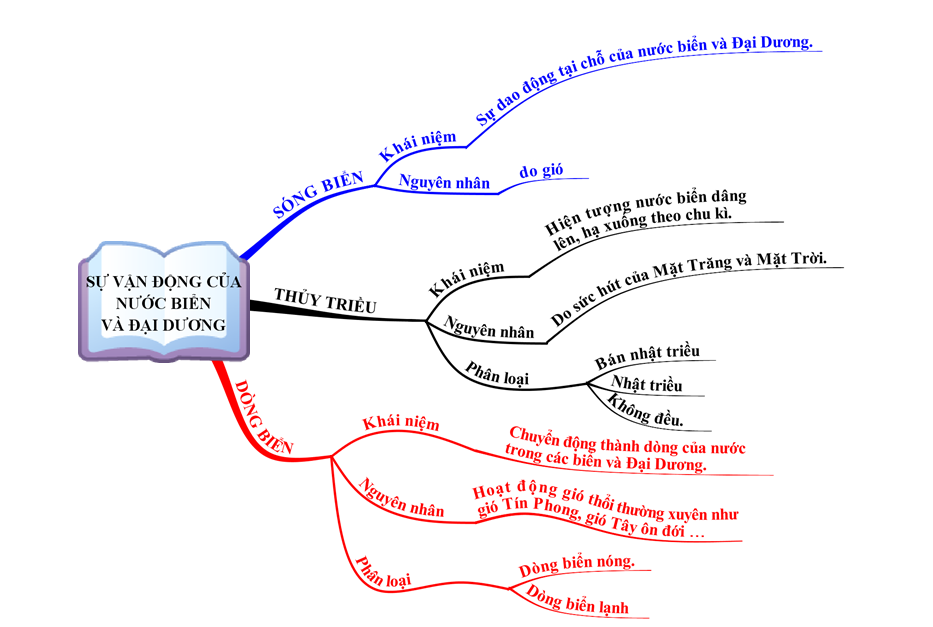 SỰ VẬN ĐỘNG CỦA
NƯỚC BIỂN
VÀ ĐẠI DƯƠNG
SÓNG BIỂN
Khái niệm
Sự dao động tại chỗ của nước biển và Đại Dương.
Nguyên nhân
do gió
THỦY TRIỀU
Khái niệm
Hiện tượng nước biển dâng
lên, hạ xuống theo chu kì.
Nguyên nhân
Do sức hút của Mặt Trăng và Mặt Trời.
Phân loại
Bán nhật triều
Nhật triều
Không đều.
DÒNG BIỂN
Khái niệm
Chuyển động thành dòng của nước
trong các biển và Đại Dương.
Nguyên nhân
Hoạt động gió thổi thường xuyên như
gió Tín Phong, gió Tây ôn đới ...
Phân loại
Dòng biển nóng.
Dòng biển lạnh